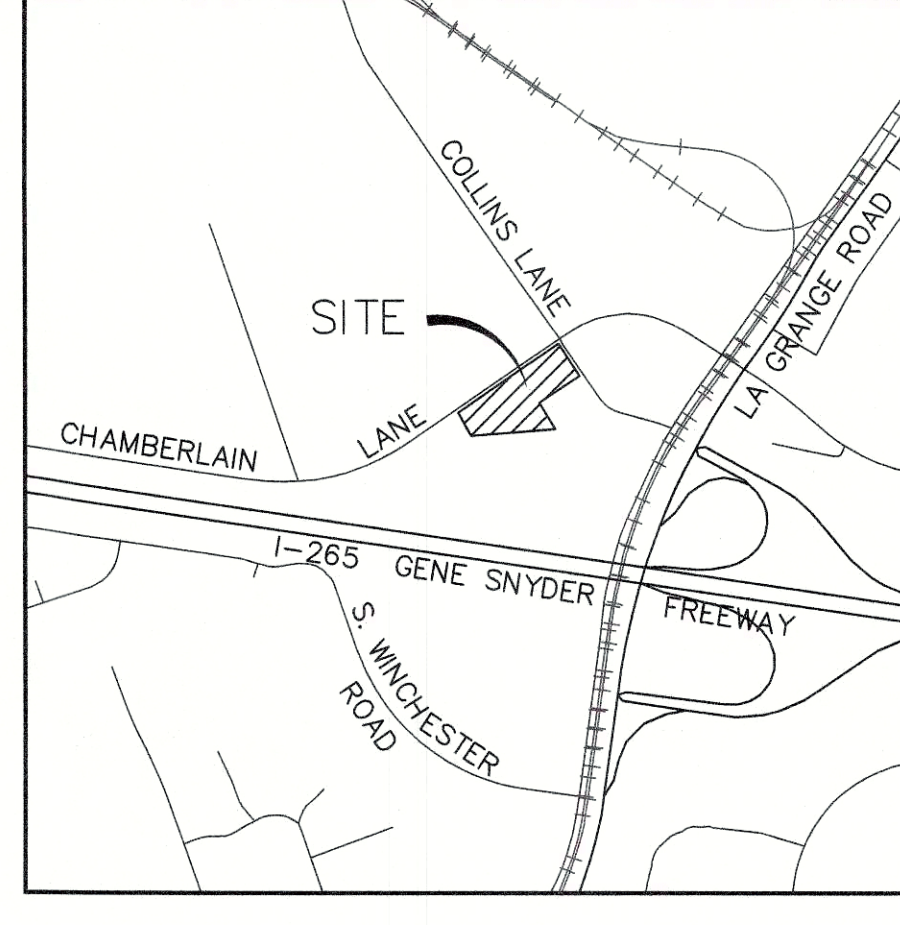 COLLINS LANE
LA GRANGE ROAD
SITE
CHAMBERLAIN LANE
I-265 GENE SNYDER FREEWAY
S. WINCHESTER
ROAD